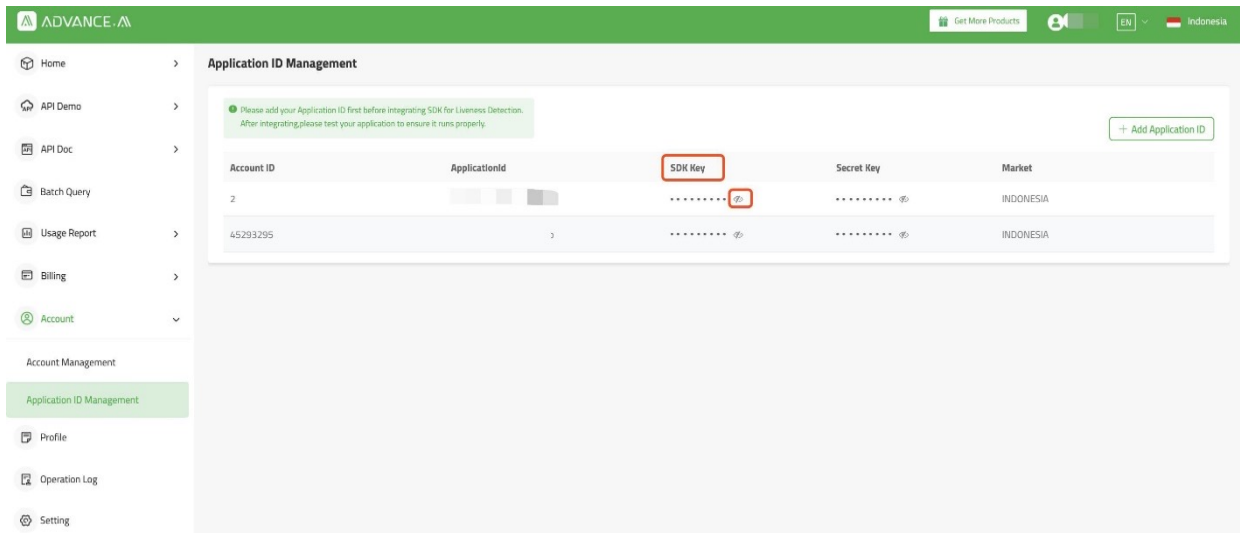 ADVANCE.AI
Get More Products
EN
Indonesia
Home
API Demo
API Doc
Batch Query
Usage Report
Billing
Account
Account Management
Application ID Management
Profile
Operation Log
Setting
Application ID Management
Please add your Application ID first before integrating SDK for Liveness Detection.
After integrating,please test your application to ensure it runs properly.
+ Add Application ID
Account ID ApplicationId SDK Key Secret Key Market
2 ••••••••• ••••••••• INDONESIA
45293295 ••••••••• ••••••••• INDONESIA